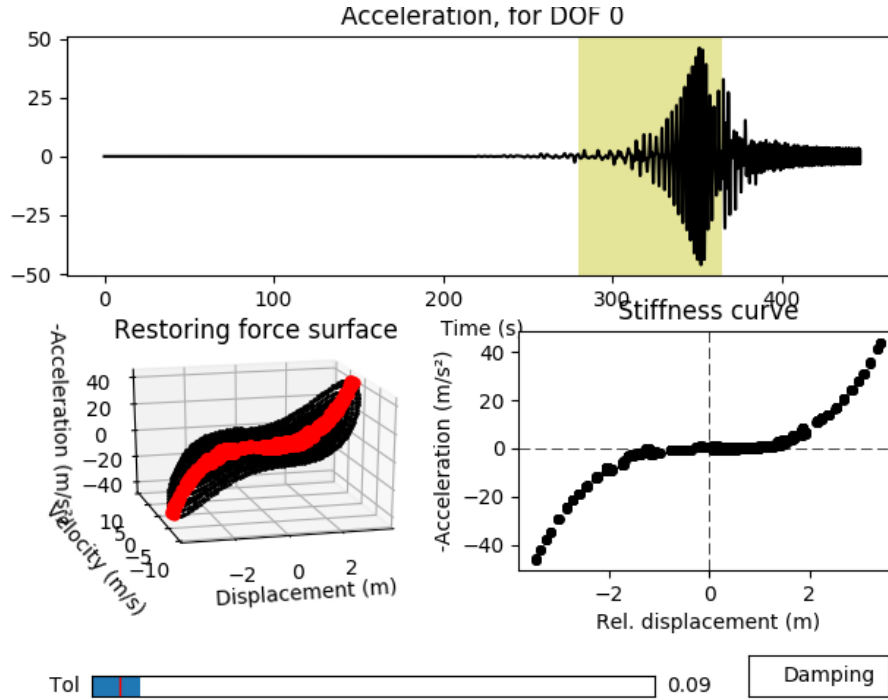 Acceleration, for DOF 0
50
25
0
−25
−50
0 100 200 300 400
Time (s)
Restoring force surface
-Acceleration (m/s²)
40
20
0
−20
−40
10
5
0
−5
−10
Velocity (m/s)
−2 0 2
Displacement (m)
Stiffness curve
-Acceleration (m/s²)
40
20
0
−20
−40
−2 0 2
Rel. displacement (m)
Tol 0.09
Damping